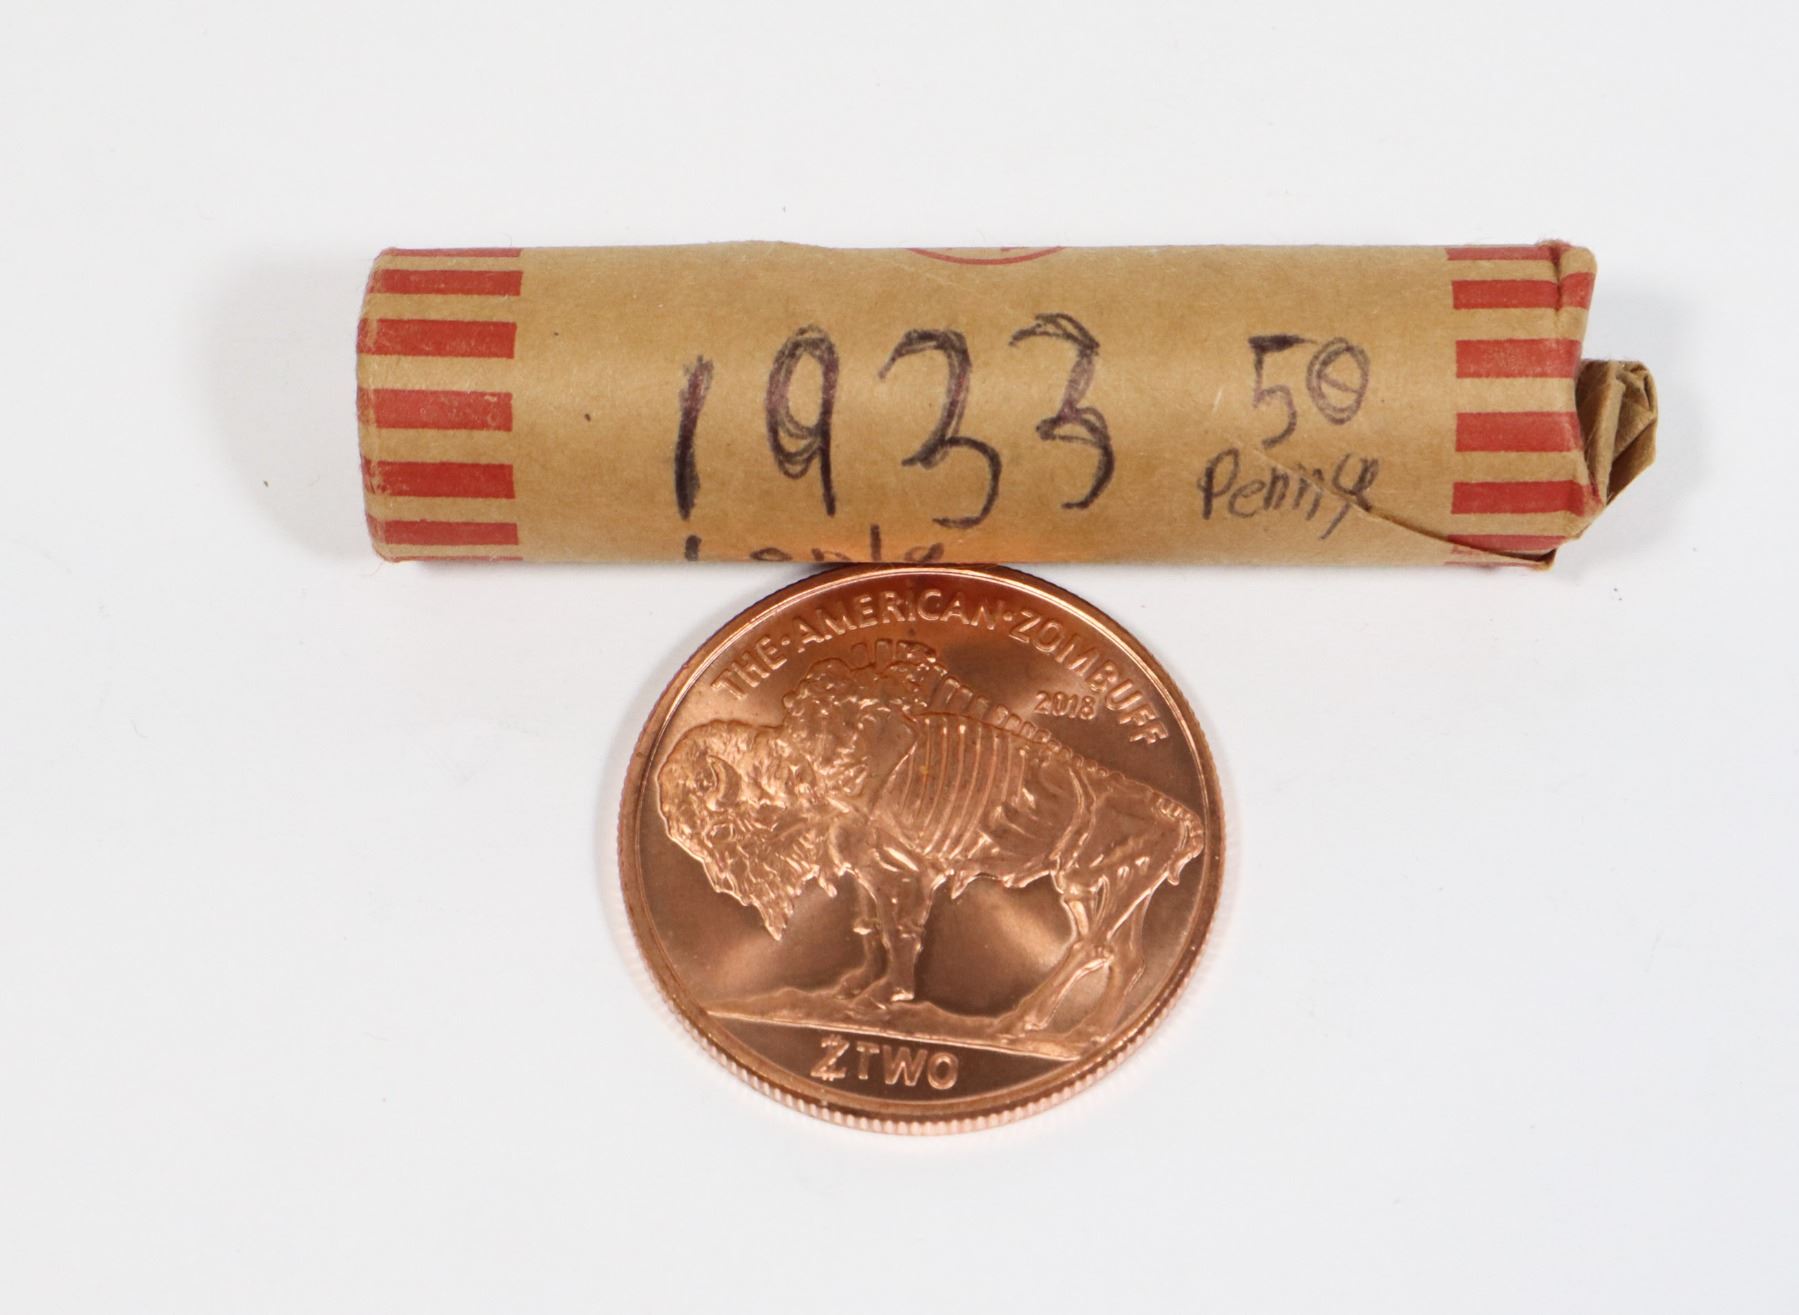 1933
50
Penny
THE·AMERICAN·ZOMBUFF
2018
ZTWO